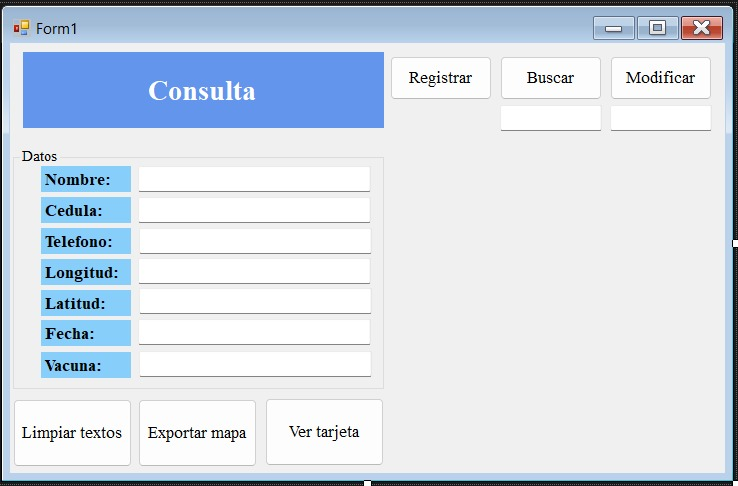 Form1
Consulta
Registrar
Buscar
Modificar
Datos
Nombre:
Cedula:
Telefono:
Longitud:
Latitud:
Fecha:
Vacuna:
Limpiar textos
Exportar mapa
Ver tarjeta